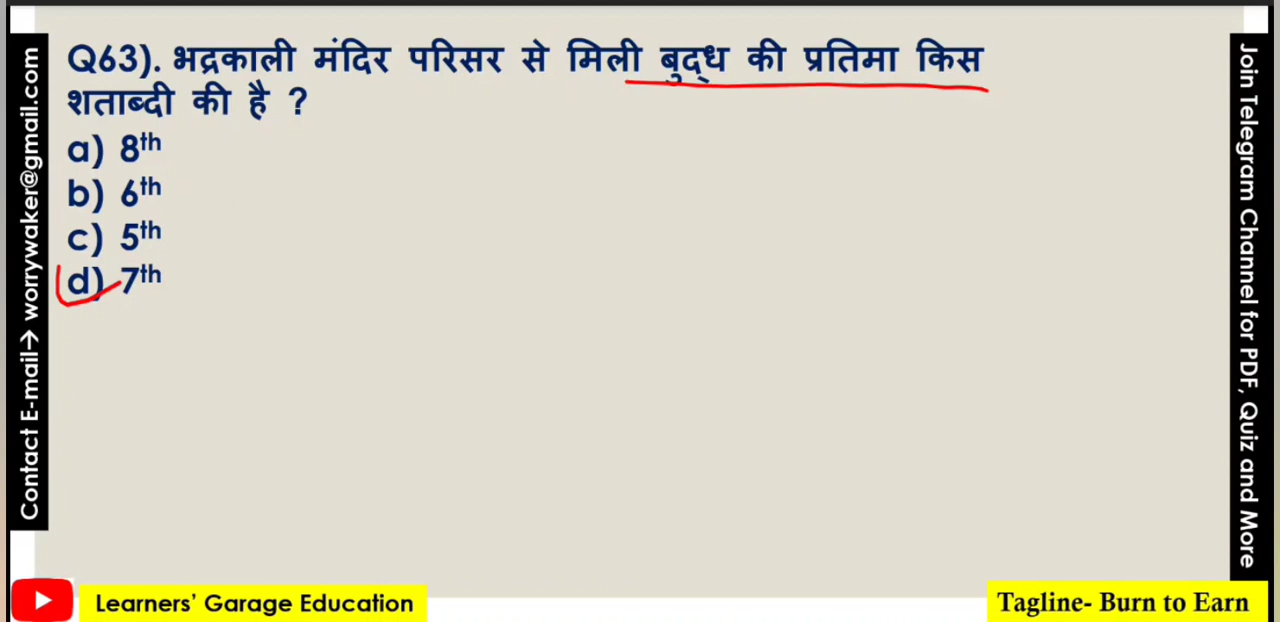 Q63). भद्रकाली मंदिर परिसर से मिली बुद्ध की प्रतिमा किस
शताब्दी की है ?
a) 8th
b) 6th
c) 5th
d) 7th
Contact E-mail→ worrywaker@gmail.com
Join Telegram Channel for PDF, Quiz and More
Learners’ Garage Education
Tagline- Burn to Earn